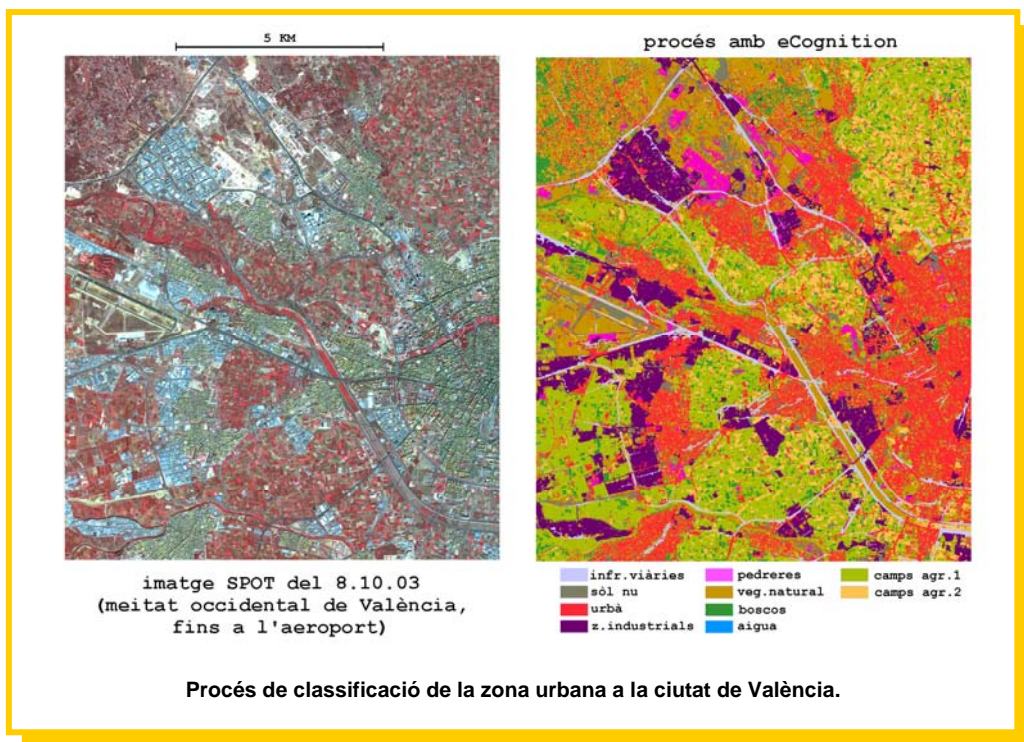 5 KM
procés amb eCognition
imatge SPOT del 8.10.03
(meitat occidental de València,
fins a l'aeroport)
infr.viàries
sòl nu
urbà
z.industrials
pedreres
veg.natural
boscos
aigua
camps agr.1
camps agr.2
Procés de classificació de la zona urbana a la ciutat de València.